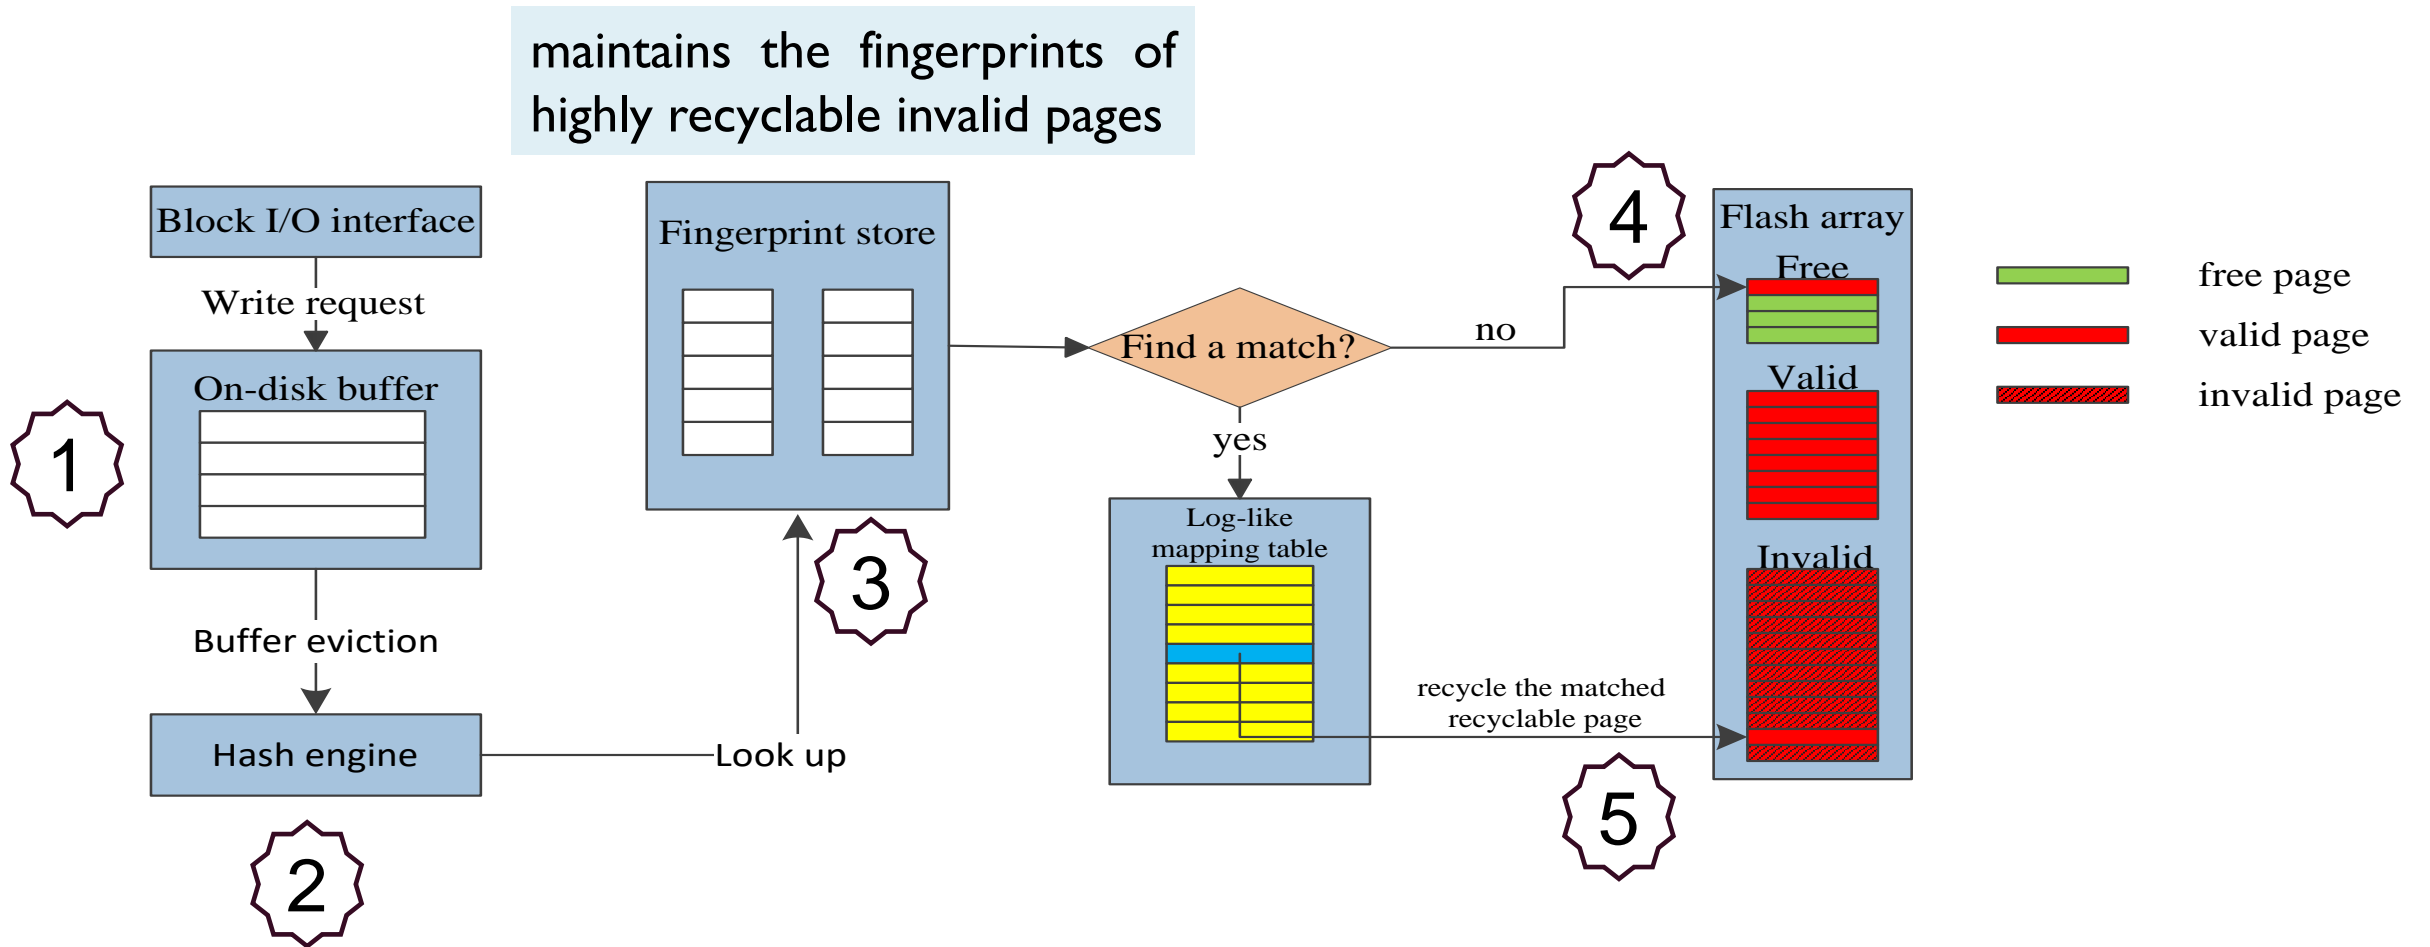 maintains the fingerprints of
highly recyclable invalid pages
Block I/O interface
Write request
On-disk buffer
1
Buffer eviction
Hash engine
2
Look up
Fingerprint store
3
Find a match?
no
yes
4
Log-like
mapping table
recycle the matched
recyclable page
5
Flash array
Free
Valid
Invalid
free page
valid page
invalid page